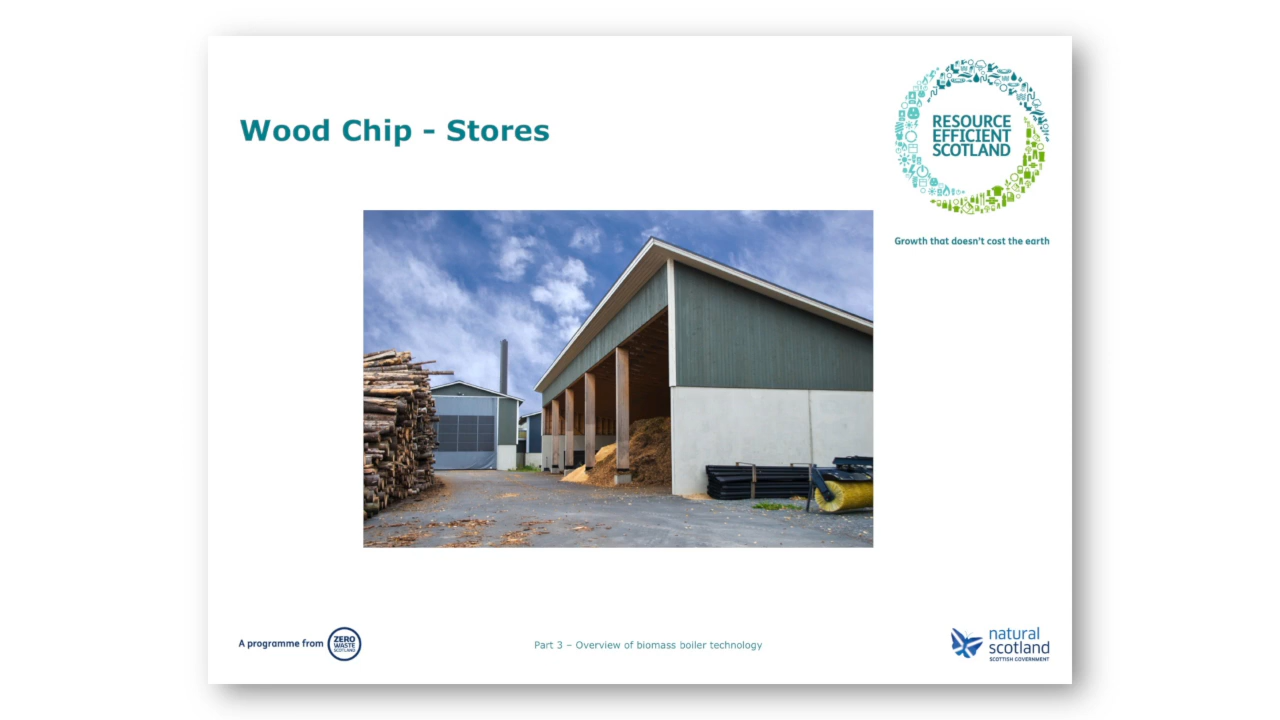 Wood Chip - Stores
RESOURCE
EFFICIENT
SCOTLAND
Growth that doesn't cost the earth
A programme from
ZERO
WASTE
SCOTLAND
Part 3 – Overview of biomass boiler technology
natural
scotland
SCOTTISH GOVERNMENT